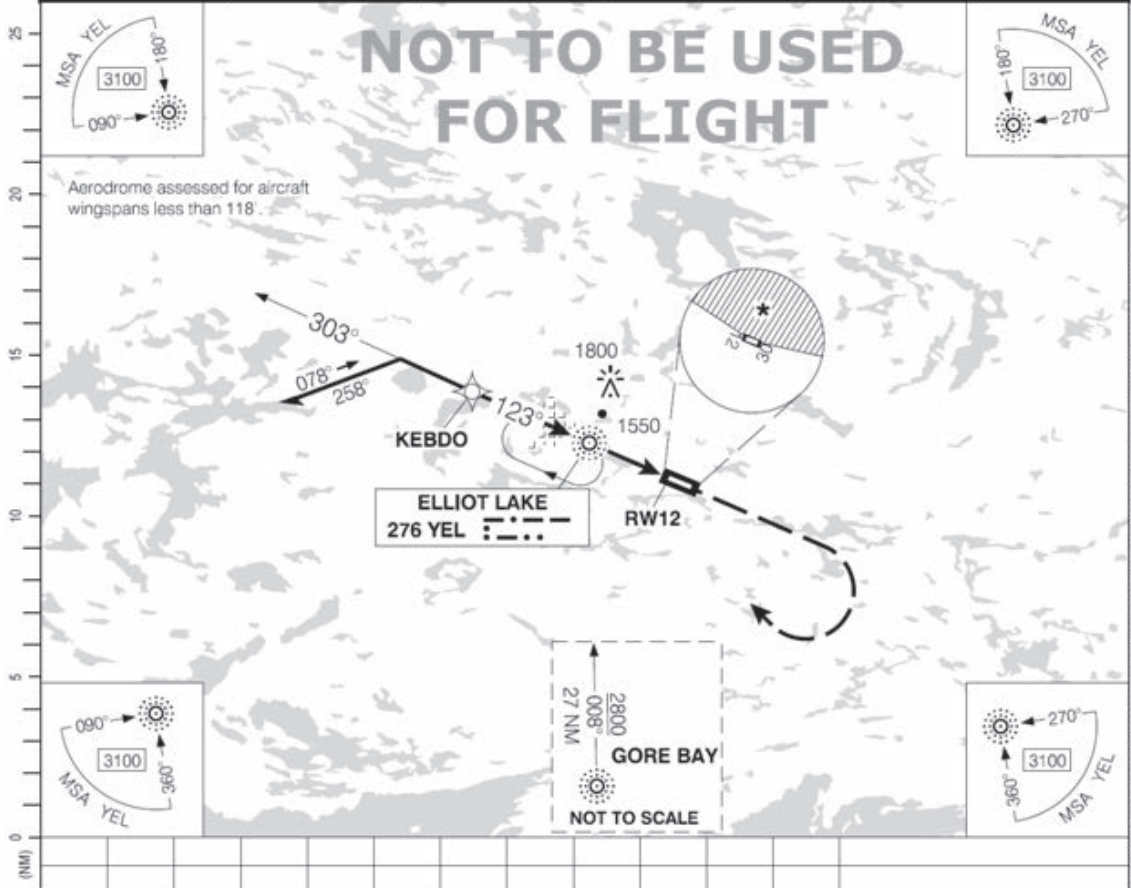 NOT TO BE USED
FOR FLIGHT
25
20
15
10
5
0
(NM)
MSA YEL
180°
3100
090°
MSA YEL
180°
3100
270°
Aerodrome assessed for aircraft
wingspans less than 118'.
303°
078°
258°
KEBDO
123°
1800
1550
*
12
30
ELLIOT LAKE
276 YEL
RW12
090°
3100
360°
MSA YEL
2800
008°
27 NM
GORE BAY
NOT TO SCALE
270°
3100
360°
MSA YEL